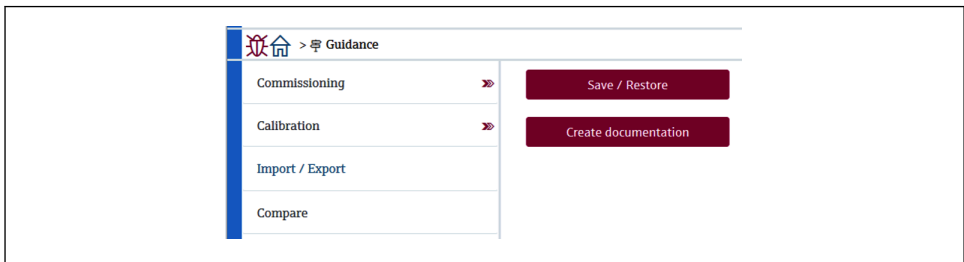 > Guidance
Commissioning
Calibration
Import / Export
Compare
Save / Restore
Create documentation